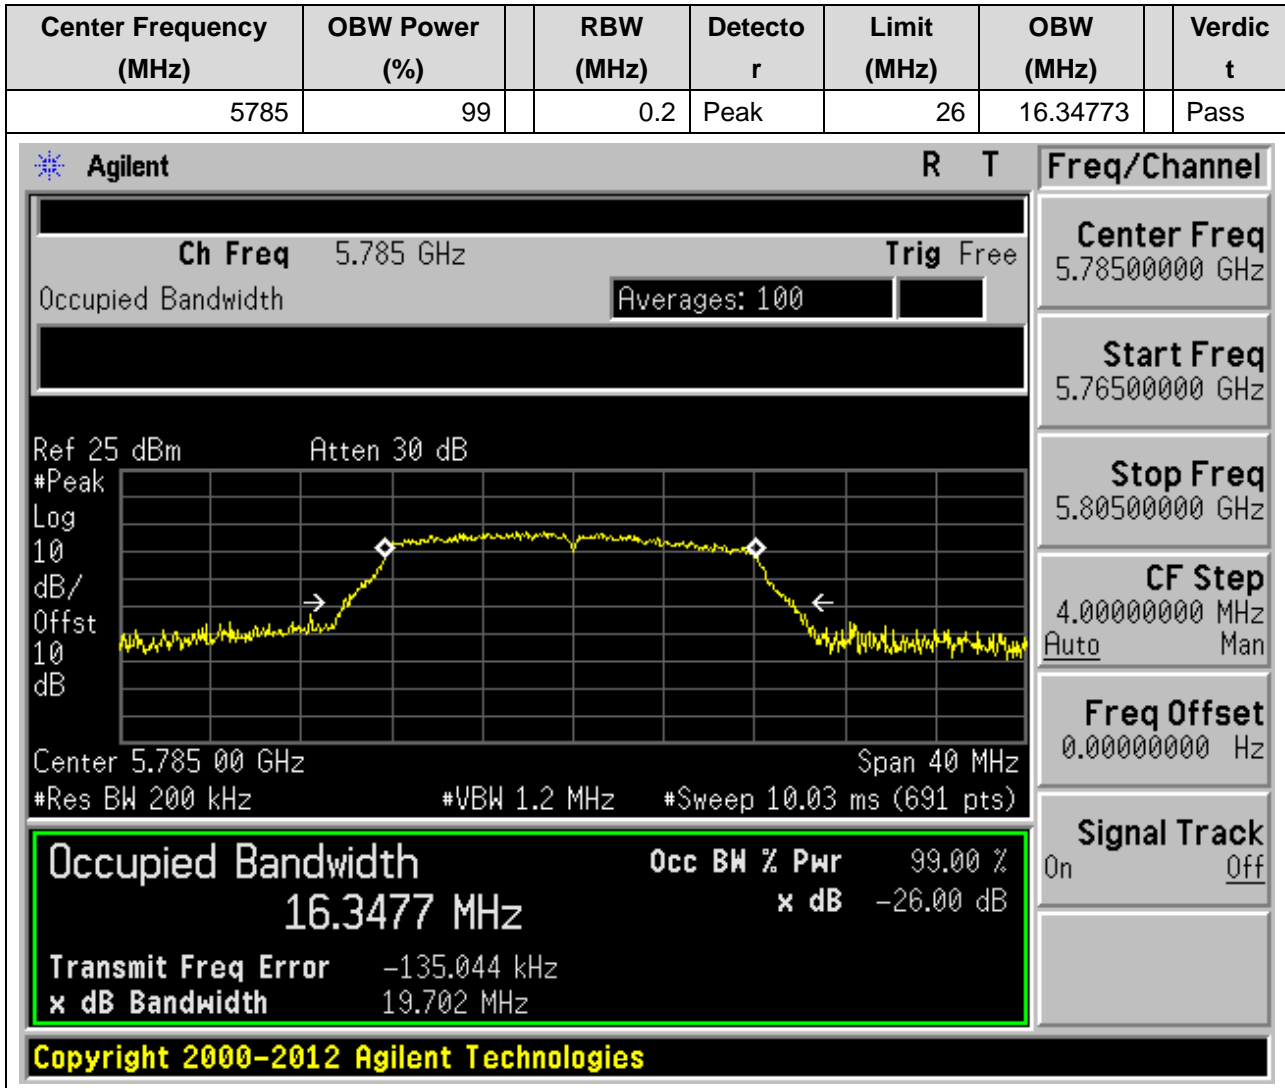 Center Frequency (MHz) OBW Power (%) RBW (MHz) Detecto r Limit (MHz) OBW (MHz) Verdic t
5785 99 0.2 Peak 26 16.34773 Pass
Agilent R T
Ch Freq 5.785 GHz Trig Free
Occupied Bandwidth Averages: 100
Ref 25 dBm Atten 30 dB
#Peak
Log
10
dB/
Offst
10
dB
Center 5.785 00 GHz Span 40 MHz
#Res BW 200 kHz #VBW 1.2 MHz #Sweep 10.03 ms (691 pts)
Occupied Bandwidth Occ BW % Pwr 99.00 %
16.3477 MHz x dB -26.00 dB
Transmit Freq Error -135.044 kHz
x dB Bandwidth 19.702 MHz
Copyright 2000-2012 Agilent Technologies
Freq/Channel
Center Freq
5.78500000 GHz
Start Freq
5.76500000 GHz
Stop Freq
5.80500000 GHz
CF Step
4.00000000 MHz
Auto Man
Freq Offset
0.00000000 Hz
Signal Track
On Off